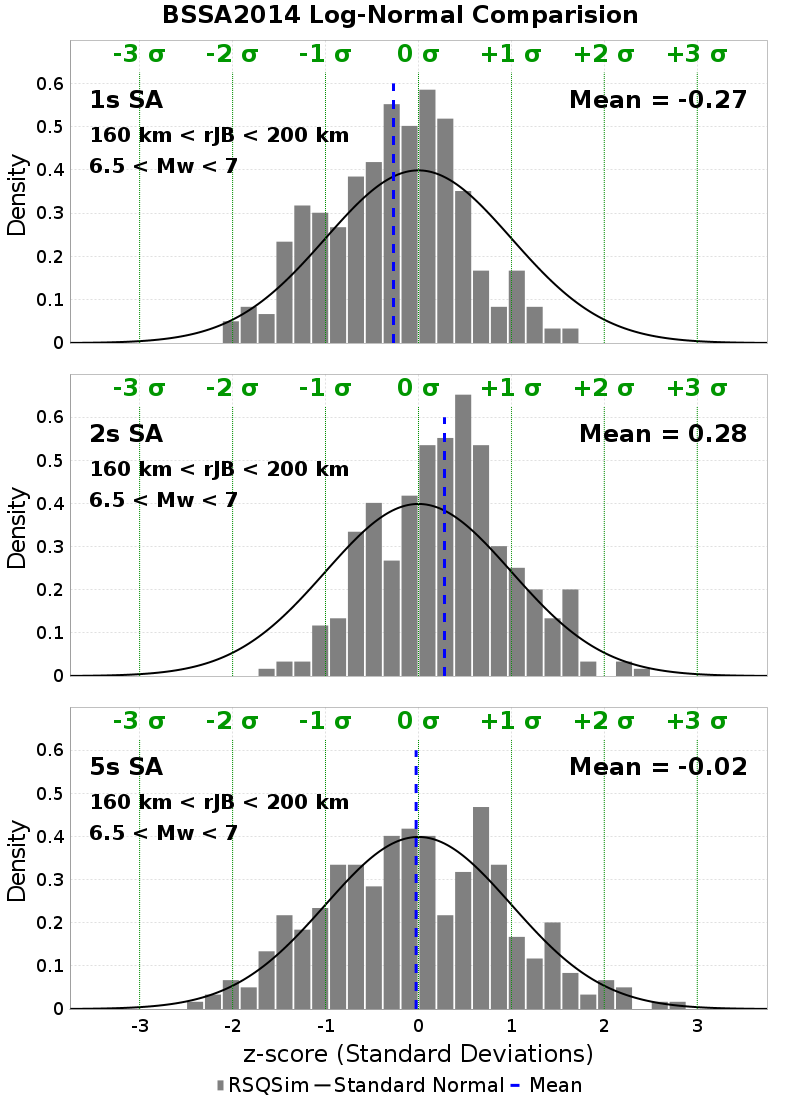 BSSA2014 Log-Normal Comparision
-3 σ -2 σ -1 σ 0 σ +1 σ +2 σ +3 σ
1s SA
Mean = -0.27
160 km < rJB < 200 km
6.5 < Mw < 7
Density
0.6
0.5
0.4
0.3
0.2
0.1
0
-3 σ -2 σ -1 σ 0 σ +1 σ +2 σ +3 σ
2s SA
Mean = 0.28
160 km < rJB < 200 km
6.5 < Mw < 7
Density
0.6
0.5
0.4
0.3
0.2
0.1
0
-3 σ -2 σ -1 σ 0 σ +1 σ +2 σ +3 σ
5s SA
Mean = -0.02
160 km < rJB < 200 km
6.5 < Mw < 7
Density
0.6
0.5
0.4
0.3
0.2
0.1
0
-3 -2 -1 0 1 2 3
z-score (Standard Deviations)
RSQSim Standard Normal Mean